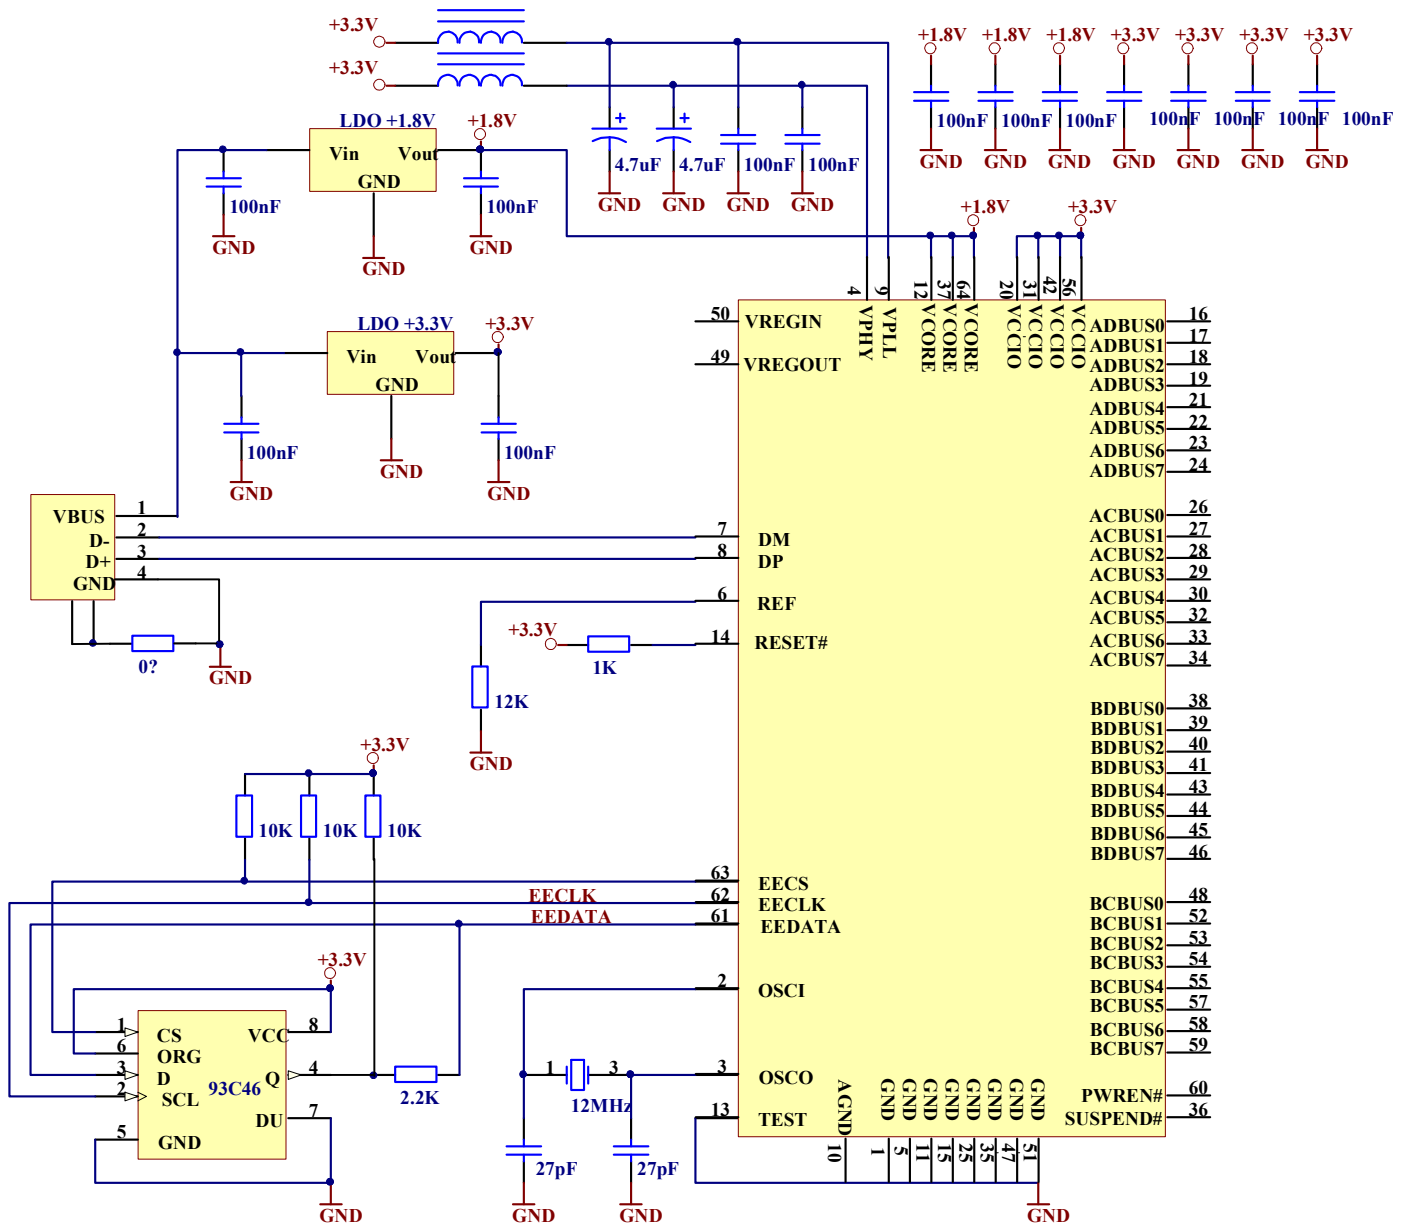 +3.3V
+3.3V
4.7uF
4.7uF
100nF
100nF
GND
GND
GND
GND
+1.8V
+1.8V
+1.8V
+3.3V
+3.3V
+3.3V
+3.3V
100nF
100nF
100nF
100nF
100nF
100nF
100nF
GND
GND
GND
GND
GND
GND
GND
LDO +1.8V
+1.8V
Vin
Vout
GND
100nF
100nF
GND
GND
GND
LDO +3.3V
+3.3V
Vin
Vout
GND
100nF
100nF
GND
GND
GND
+1.8V
+3.3V
4
9
12
37
64
20
31
42
56
VPHY
VPLL
VCORE
VCORE
VCORE
VCCIO
VCCIO
VCCIO
VCCIO
50
VREGIN
49
VREGOUT
VBUS
1
D-
2
D+
3
GND
4
0?
GND
7
DM
8
DP
6
REF
+3.3V
14
RESET#
1K
12K
GND
+3.3V
10K
10K
10K
63
EECS
EECLK
62
EECLK
EEDATA
61
EEDATA
+3.3V
1
CS
VCC
8
6
ORG
3
D
93C46
Q
4
2
SCL
2.2K
DU
7
5
GND
GND
2
OSCI
1
3
12MHz
3
OSCO
13
TEST
27pF
27pF
GND
GND
AGND
GND
GND
GND
GND
GND
GND
GND
GND
10
1
5
11
15
25
35
47
51
GND
ADBUS0
16
ADBUS1
17
ADBUS2
18
ADBUS3
19
ADBUS4
21
ADBUS5
22
ADBUS6
23
ADBUS7
24
ACBUS0
26
ACBUS1
27
ACBUS2
28
ACBUS3
29
ACBUS4
30
ACBUS5
32
ACBUS6
33
ACBUS7
34
BDBUS0
38
BDBUS1
39
BDBUS2
40
BDBUS3
41
BDBUS4
43
BDBUS5
44
BDBUS6
45
BDBUS7
46
BCBUS0
48
BCBUS1
52
BCBUS2
53
BCBUS3
54
BCBUS4
55
BCBUS5
57
BCBUS6
58
BCBUS7
59
PWREN#
60
SUSPEND#
36